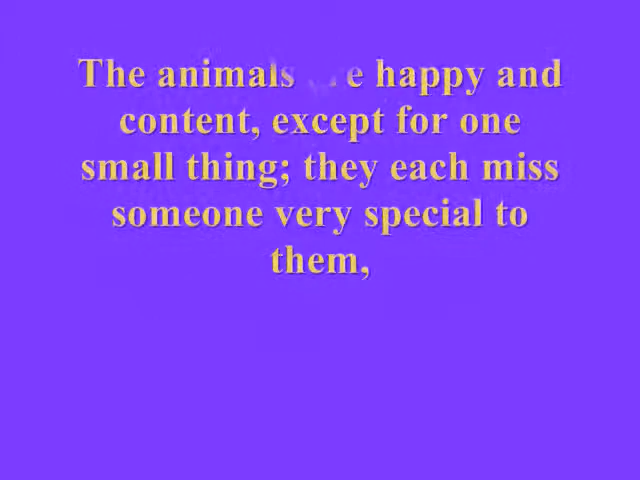 The animals e happy and
content, except for one
small thing; they each miss
someone very special to
them,